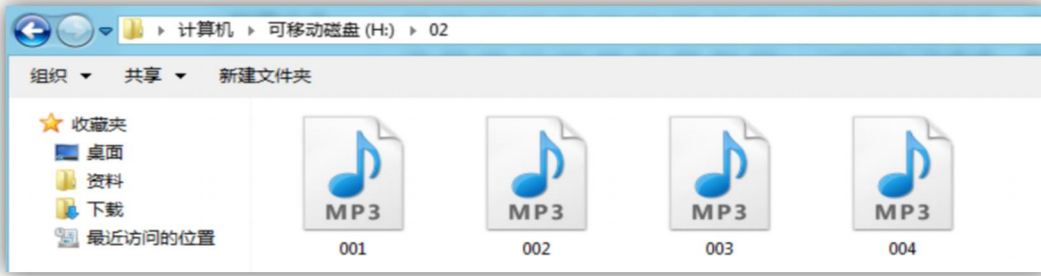 计算机 ▸ 可移动磁盘 (H:) ▸ 02
组织 ▼ 共享 ▼ 新建文件夹
收藏夹
桌面
资料
下载
最近访问的位置
MP3 MP3 MP3 MP3
001 002 003 004